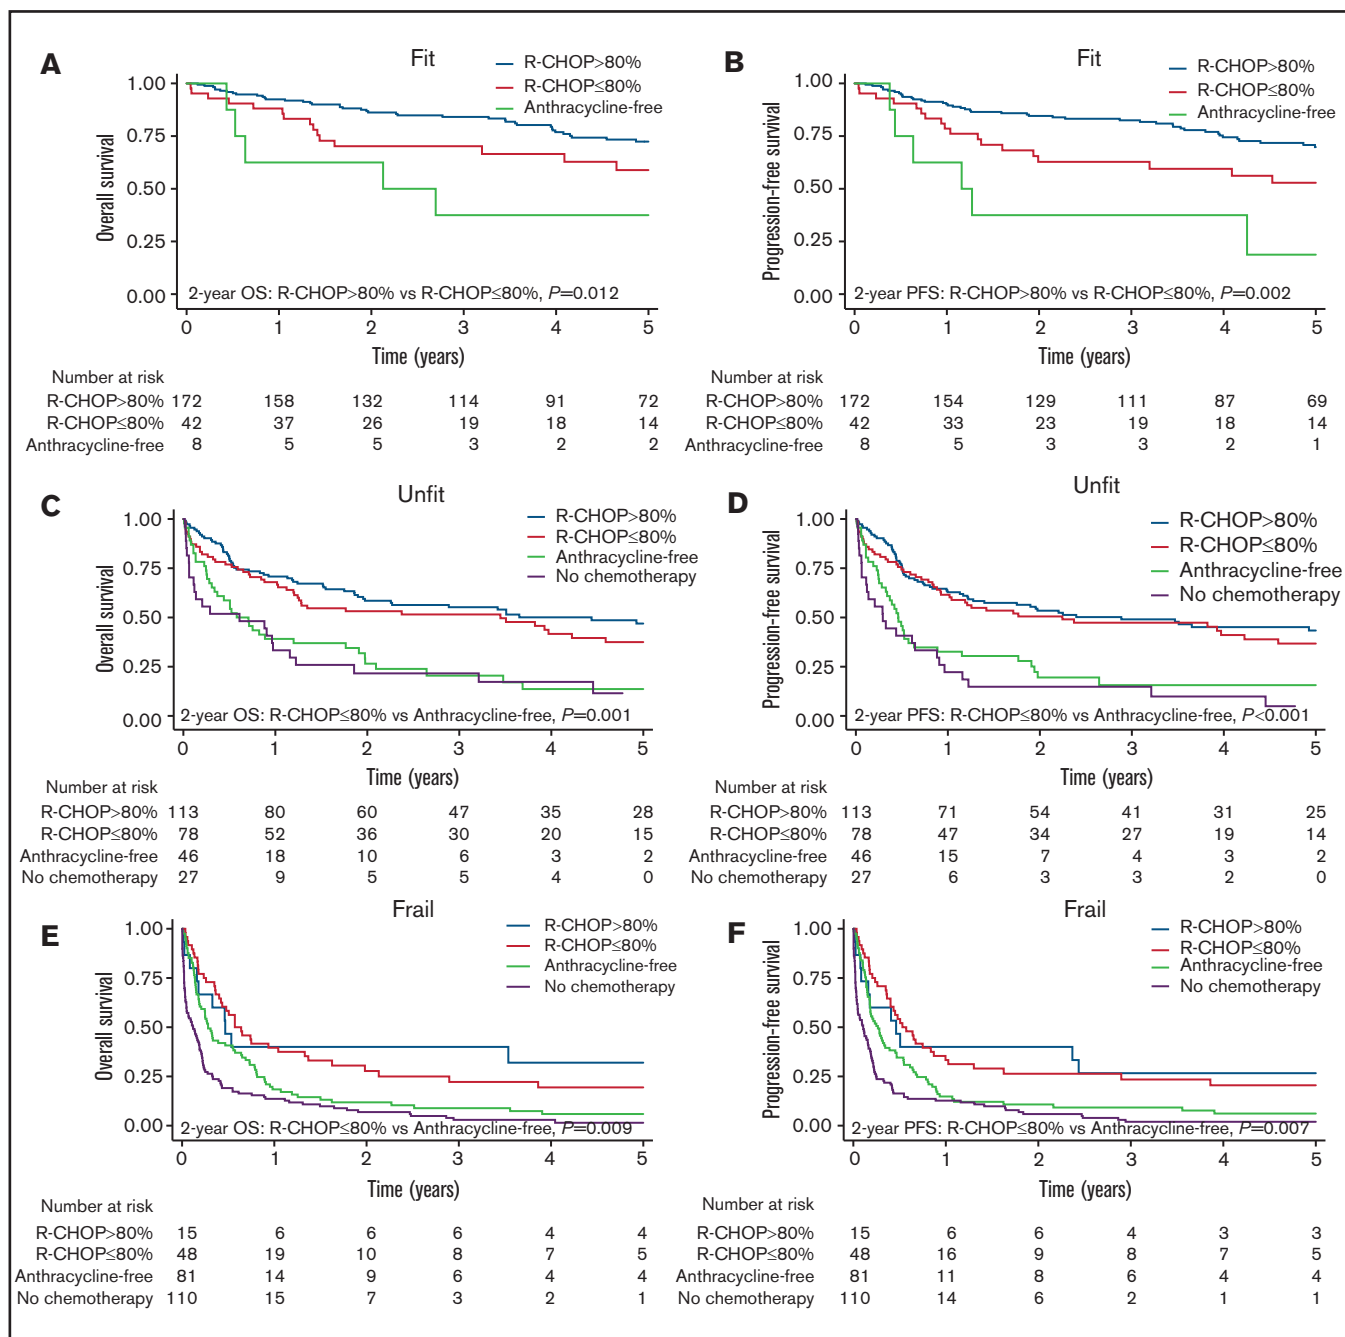 A
Fit
R-CHOP>80%
R-CHOP≤80%
Anthracycline-free
Overall survival
1.00
0.75
0.50
0.25
0.00
2-year OS: R-CHOP>80% vs R-CHOP≤80%, P=0.012
0 1 2 3 4 5
Time (years)
Number at risk
R-CHOP>80% 172 158 132 114 91 72
R-CHOP≤80% 42 37 26 19 18 14
Anthracycline-free 8 5 5 3 2 2
B
Fit
R-CHOP>80%
R-CHOP≤80%
Anthracycline-free
Progression-free survival
1.00
0.75
0.50
0.25
0.00
2-year PFS: R-CHOP>80% vs R-CHOP≤80%, P=0.002
0 1 2 3 4 5
Time (years)
Number at risk
R-CHOP>80% 172 154 129 111 87 69
R-CHOP≤80% 42 33 23 19 18 14
Anthracycline-free 8 5 3 3 2 1
C
Unfit
R-CHOP>80%
R-CHOP≤80%
Anthracycline-free
No chemotherapy
Overall survival
1.00
0.75
0.50
0.25
0.00
2-year OS: R-CHOP≤80% vs Anthracycline-free, P=0.001
0 1 2 3 4 5
Time (years)
Number at risk
R-CHOP>80% 113 80 60 47 35 28
R-CHOP≤80% 78 52 36 30 20 15
Anthracycline-free 46 18 10 6 3 2
No chemotherapy 27 9 5 5 4 0
D
Unfit
R-CHOP>80%
R-CHOP≤80%
Anthracycline-free
No chemotherapy
Progression-free survival
1.00
0.75
0.50
0.25
0.00
2-year PFS: R-CHOP≤80% vs Anthracycline-free, P<0.001
0 1 2 3 4 5
Time (years)
Number at risk
R-CHOP>80% 113 71 54 41 31 25
R-CHOP≤80% 78 47 34 27 19 14
Anthracycline-free 46 15 7 4 3 2
No chemotherapy 27 6 3 3 2 0
E
Frail
R-CHOP>80%
R-CHOP≤80%
Anthracycline-free
No chemotherapy
Overall survival
1.00
0.75
0.50
0.25
0.00
2-year OS: R-CHOP≤80% vs Anthracycline-free, P=0.009
0 1 2 3 4 5
Time (years)
Number at risk
R-CHOP>80% 15 6 6 6 4 4
R-CHOP≤80% 48 19 10 8 7 5
Anthracycline-free 81 14 9 6 4 4
No chemotherapy 110 15 7 3 2 1
F
Frail
R-CHOP>80%
R-CHOP≤80%
Anthracycline-free
No chemotherapy
Progression-free survival
1.00
0.75
0.50
0.25
0.00
2-year PFS: R-CHOP≤80% vs Anthracycline-free, P=0.007
0 1 2 3 4 5
Time (years)
Number at risk
R-CHOP>80% 15 6 6 4 3 3
R-CHOP≤80% 48 16 9 8 7 5
Anthracycline-free 81 11 8 6 4 4
No chemotherapy 110 14 6 2 1 1